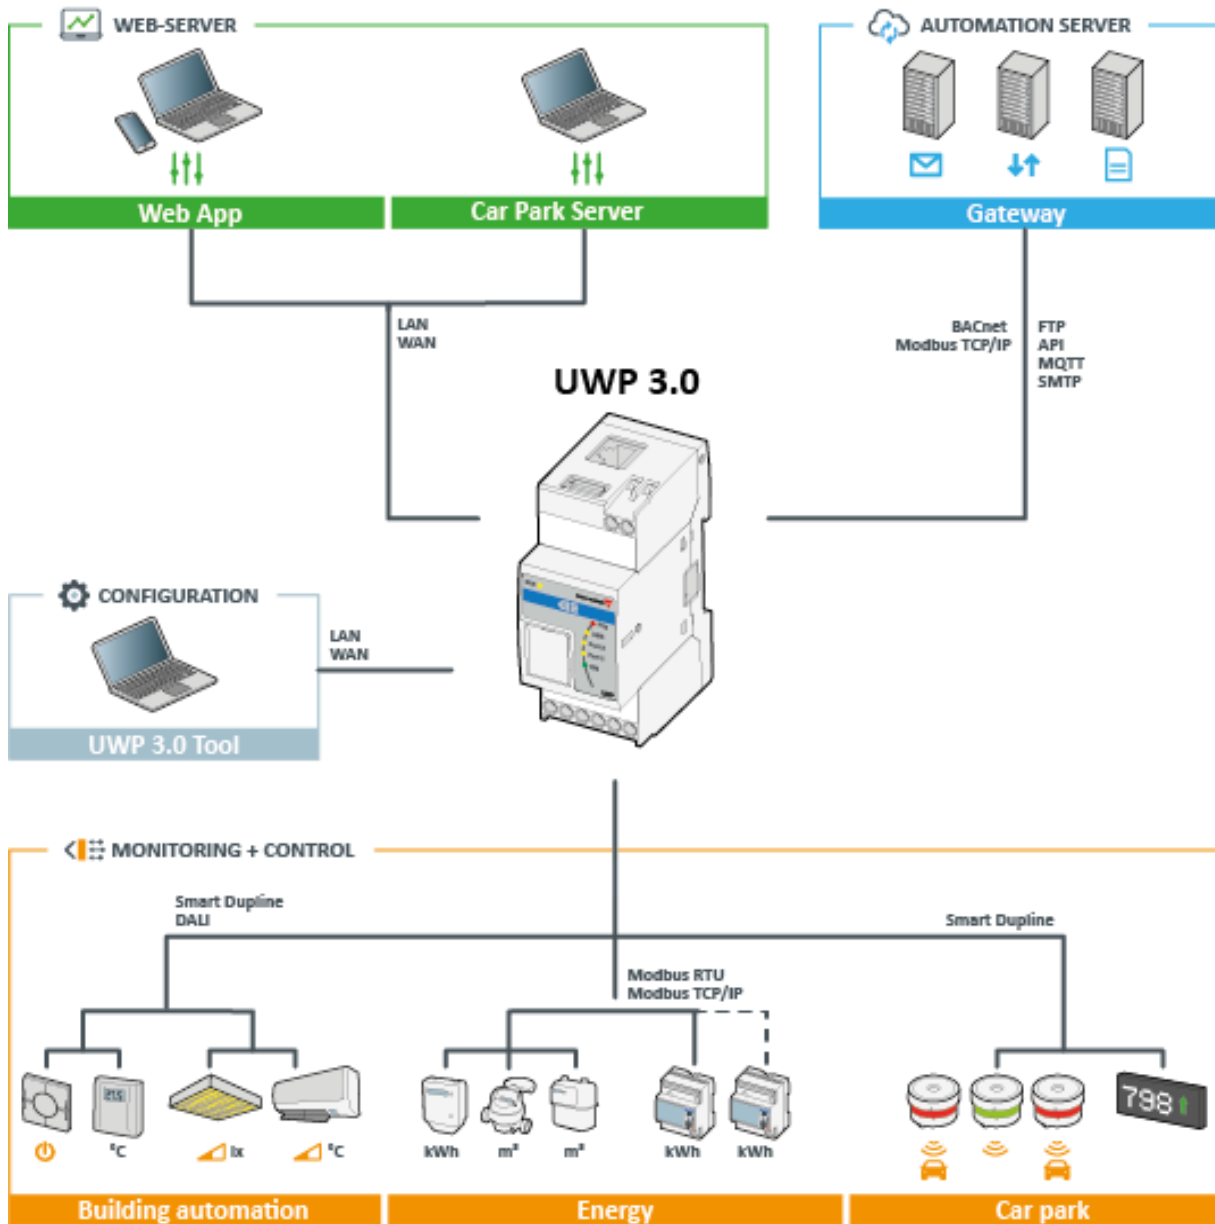 WEB-SERVER
AUTOMATION SERVER
Web App
Car Park Server
Gateway
LAN
WAN
BACnet
Modbus TCP/IP
FTP
API
MQTT
SMTP
UWP 3.0
CONFIGURATION
LAN
WAN
UWP 3.0 Tool
MONITORING + CONTROL
Smart Dupline
DALI
Smart Dupline
Modbus RTU
Modbus TCP/IP
798
°C
lx
°C
kWh
m³
m³
kWh
kWh
Building automation
Energy
Car park